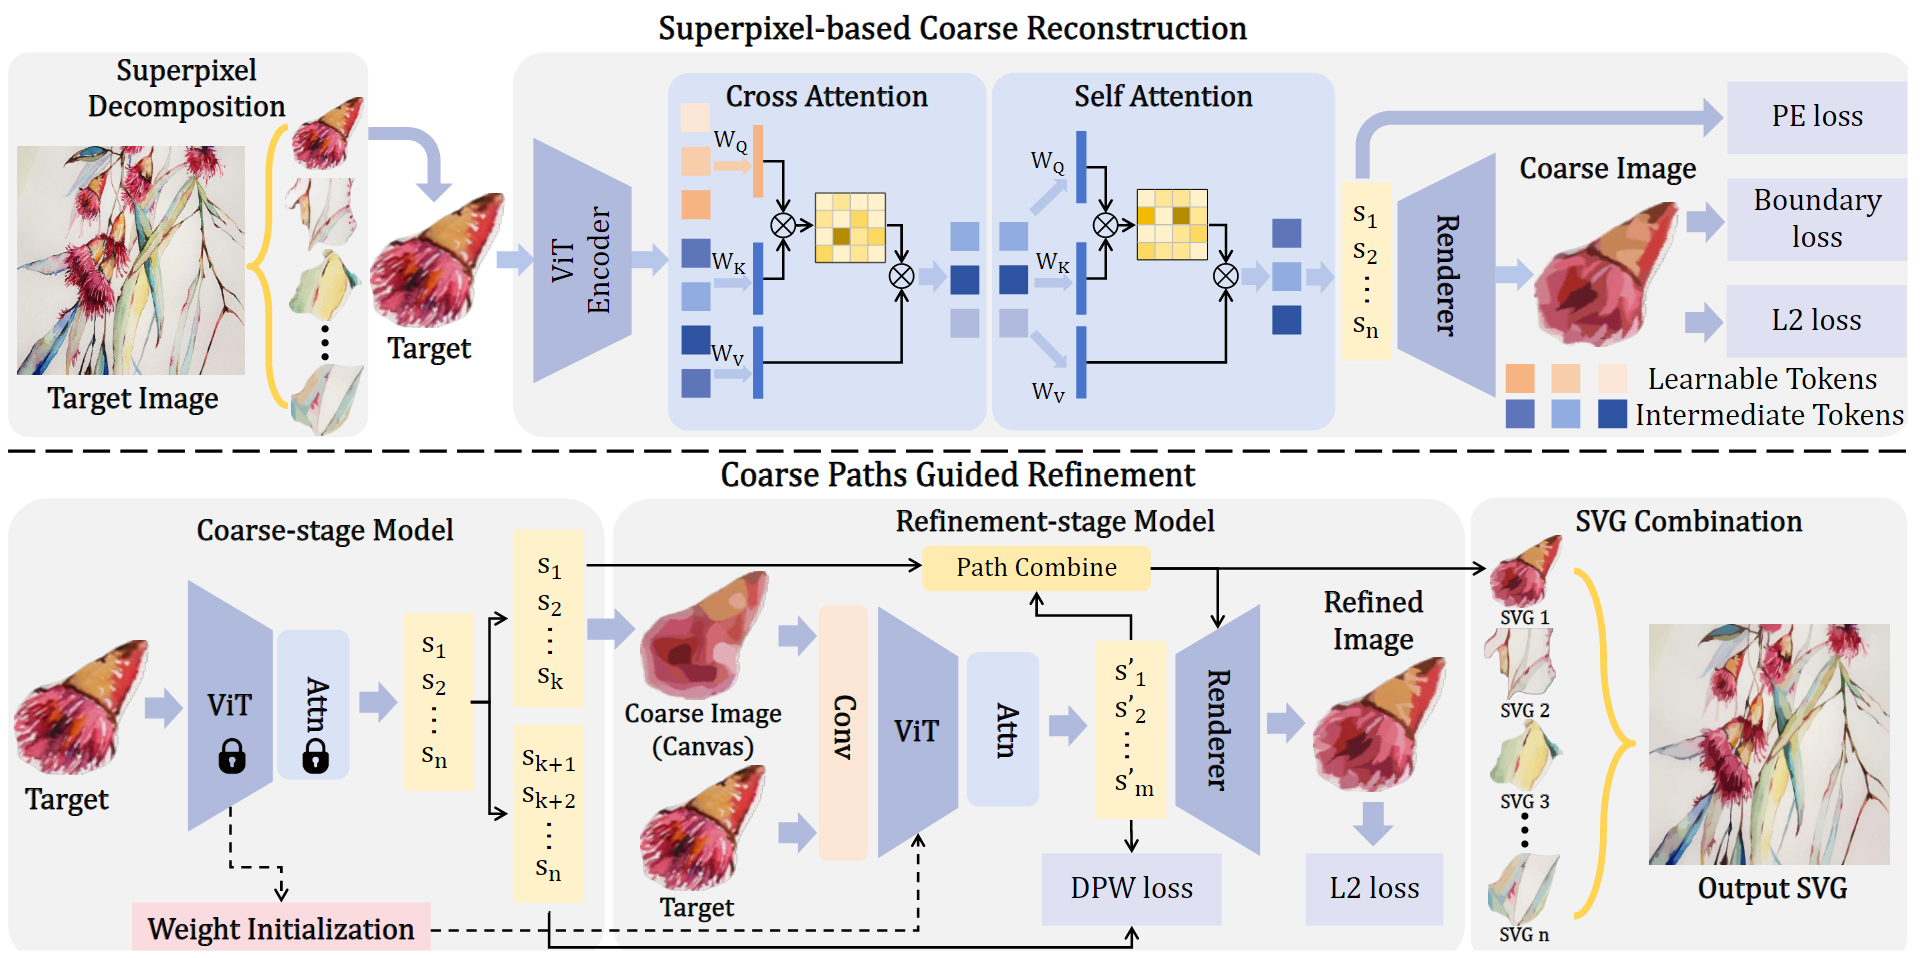 Superpixel-based Coarse Reconstruction
Superpixel
Decomposition
Target Image
Target
ViT
Encoder
Cross Attention
W_Q
W_K
W_V
Self Attention
W_Q
W_K
W_V
s_1
s_2
s_n
Renderer
Coarse Image
PE loss
Boundary
loss
L2 loss
Learnable Tokens
Intermediate Tokens
Coarse Paths Guided Refinement
Coarse-stage Model
Target
ViT
Attn
s_1
s_2
s_n
s_1
s_2
s_k
s_{k+1}
s_{k+2}
s_n
Weight Initialization
Refinement-stage Model
Path Combine
Coarse Image
(Canvas)
Target
Conv
ViT
Attn
s'_1
s'_2
s'_m
Renderer
DPW loss
Refined
Image
L2 loss
SVG Combination
SVG 1
SVG 2
SVG 3
SVG n
Output SVG